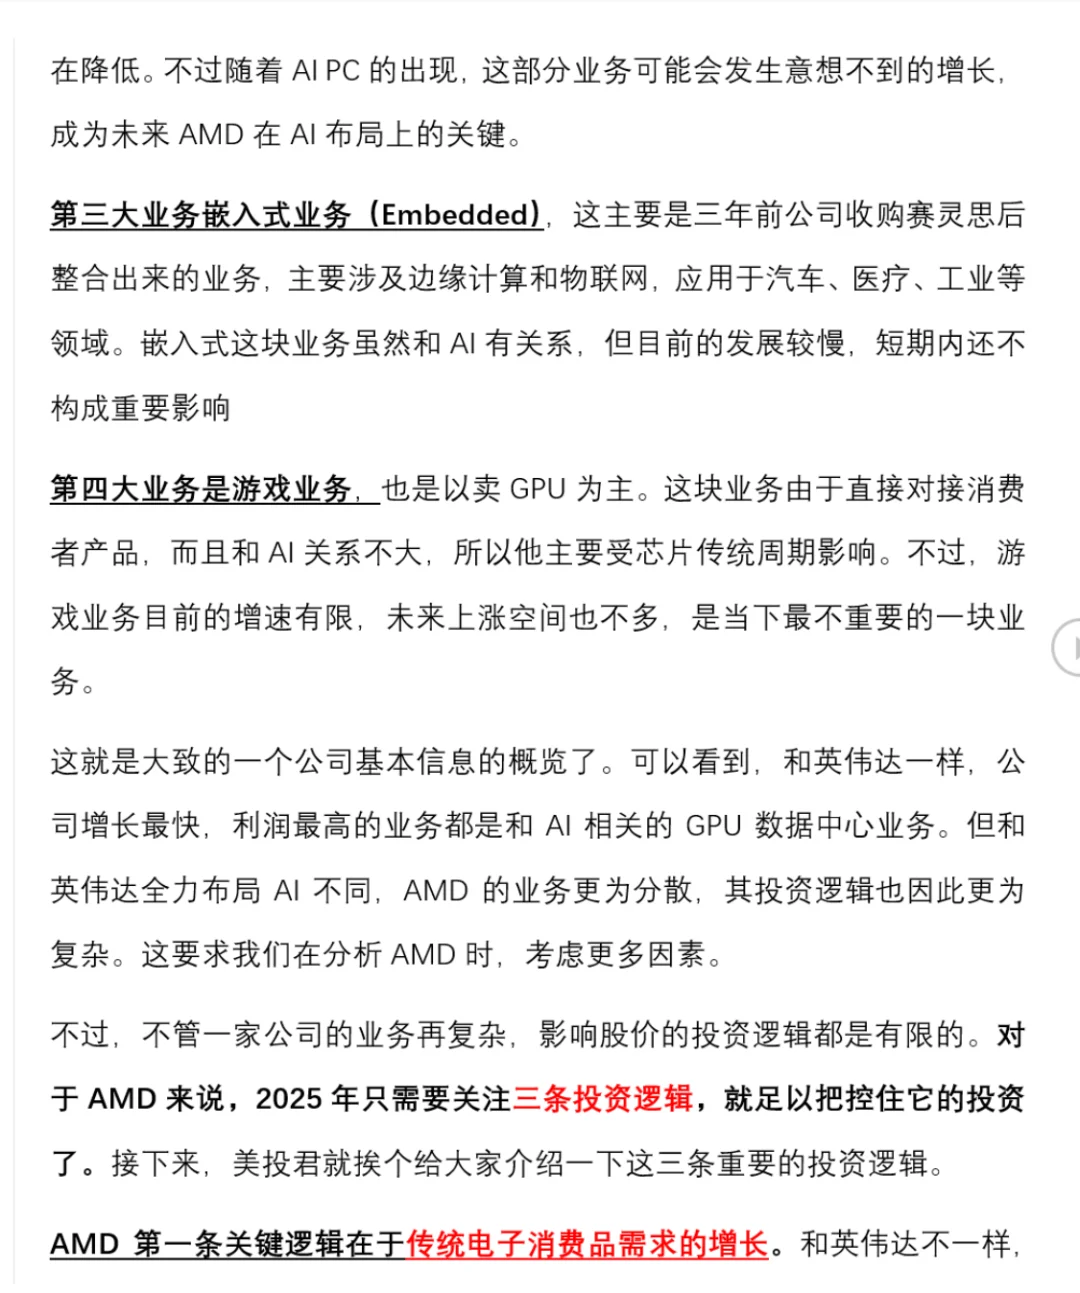 在降低。不过随着 AI PC 的出现，这部分业务可能会发生意想不到的增长，
成为未来 AMD 在 AI 布局上的关键。
第三大业务嵌入式业务（Embedded），这主要是三年前公司收购赛灵思后
整合出来的业务，主要涉及边缘计算和物联网，应用于汽车、医疗、工业等
领域。嵌入式这块业务虽然和 AI 有关系，但目前的发展较慢，短期内还不
构成重要影响
第四大业务是游戏业务，也是以卖 GPU 为主。这块业务由于直接对接消费
者产品，而且和 AI 关系不大，所以他主要受芯片传统周期影响。不过，游
戏业务目前的增速有限，未来上涨空间也不多，是当下最不重要的一块业
务。
这就是大致的一个公司基本信息的概览了。可以看到，和英伟达一样，公
司增长最快，利润最高的业务都是和 AI 相关的 GPU 数据中心业务。但和
英伟达全力布局 AI 不同，AMD 的业务更为分散，其投资逻辑也因此更为
复杂。这要求我们在分析 AMD 时，考虑更多因素。
不过，不管一家公司的业务再复杂，影响股价的投资逻辑都是有限的。对
于 AMD 来说，2025 年只需要关注三条投资逻辑，就足以把控住它的投资
了。接下来，美投君就挨个给大家介绍一下这三条重要的投资逻辑。
AMD 第一条关键逻辑在于传统电子消费品需求的增长。和英伟达不一样，